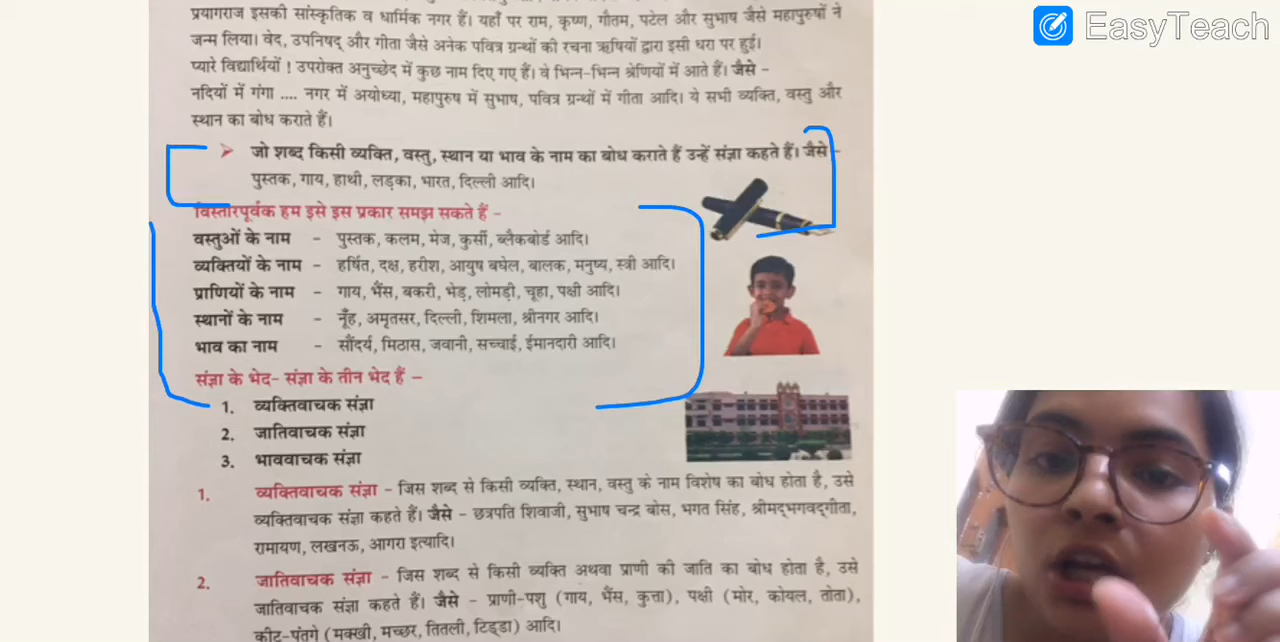 प्रयागराज इसकी सांस्कृतिक व धार्मिक नगर हैं। यहाँ पर राम, कृष्ण, गौतम, पटेल और सुभाष जैसे महापुरुषों ने
जन्म लिया। वेद, उपनिषद् और गीता जैसे अनेक पवित्र ग्रन्थों की रचना ऋषियों द्वारा इसी धरा पर हुई।
प्यारे विद्यार्थियों ! उपरोक्त अनुच्छेद में कुछ नाम दिए गए हैं। वे भिन्न-भिन्न श्रेणियों में आते हैं। जैसे -
नदियों में गंगा .... नगर में अयोध्या, महापुरुष में सुभाष, पवित्र ग्रन्थों में गीता आदि। ये सभी व्यक्ति, वस्तु और
स्थान का बोध कराते हैं।
➢ जो शब्द किसी व्यक्ति, वस्तु, स्थान या भाव के नाम का बोध कराते हैं उन्हें संज्ञा कहते हैं। जैसे -
पुस्तक, गाय, हाथी, लड़का, भारत, दिल्ली आदि।
विस्तारपूर्वक हम इसे इस प्रकार समझ सकते हैं -
वस्तुओं के नाम - पुस्तक, कलम, मेज, कुर्सी, ब्लैकबोर्ड आदि।
व्यक्तियों के नाम - हर्षित, दक्ष, हरीश, आयुष बघेल, बालक, मनुष्य, स्त्री आदि।
प्राणियों के नाम - गाय, भैंस, बकरी, भेड़, लोमड़ी, चूहा, पक्षी आदि।
स्थानों के नाम - नूँह, अमृतसर, दिल्ली, शिमला, श्रीनगर आदि।
भाव का नाम - सौंदर्य, मिठास, जवानी, सच्चाई, ईमानदारी आदि।
संज्ञा के भेद- संज्ञा के तीन भेद हैं -
1. व्यक्तिवाचक संज्ञा
2. जातिवाचक संज्ञा
3. भाववाचक संज्ञा
1. व्यक्तिवाचक संज्ञा - जिस शब्द से किसी व्यक्ति, स्थान, वस्तु के नाम विशेष का बोध होता है, उसे
व्यक्तिवाचक संज्ञा कहते हैं। जैसे - छत्रपति शिवाजी, सुभाष चन्द्र बोस, भगत सिंह, श्रीमद्भगवद्गीता,
रामायण, लखनऊ, आगरा इत्यादि।
2. जातिवाचक संज्ञा - जिस शब्द से किसी व्यक्ति अथवा प्राणी की जाति का बोध होता है, उसे
जातिवाचक संज्ञा कहते हैं। जैसे - प्राणी-पशु (गाय, भैंस, कुत्ता), पक्षी (मोर, कोयल, तोता),
कीट-पतंगे (मक्खी, मच्छर, तितली, टिड्डा) आदि।
EasyTeach